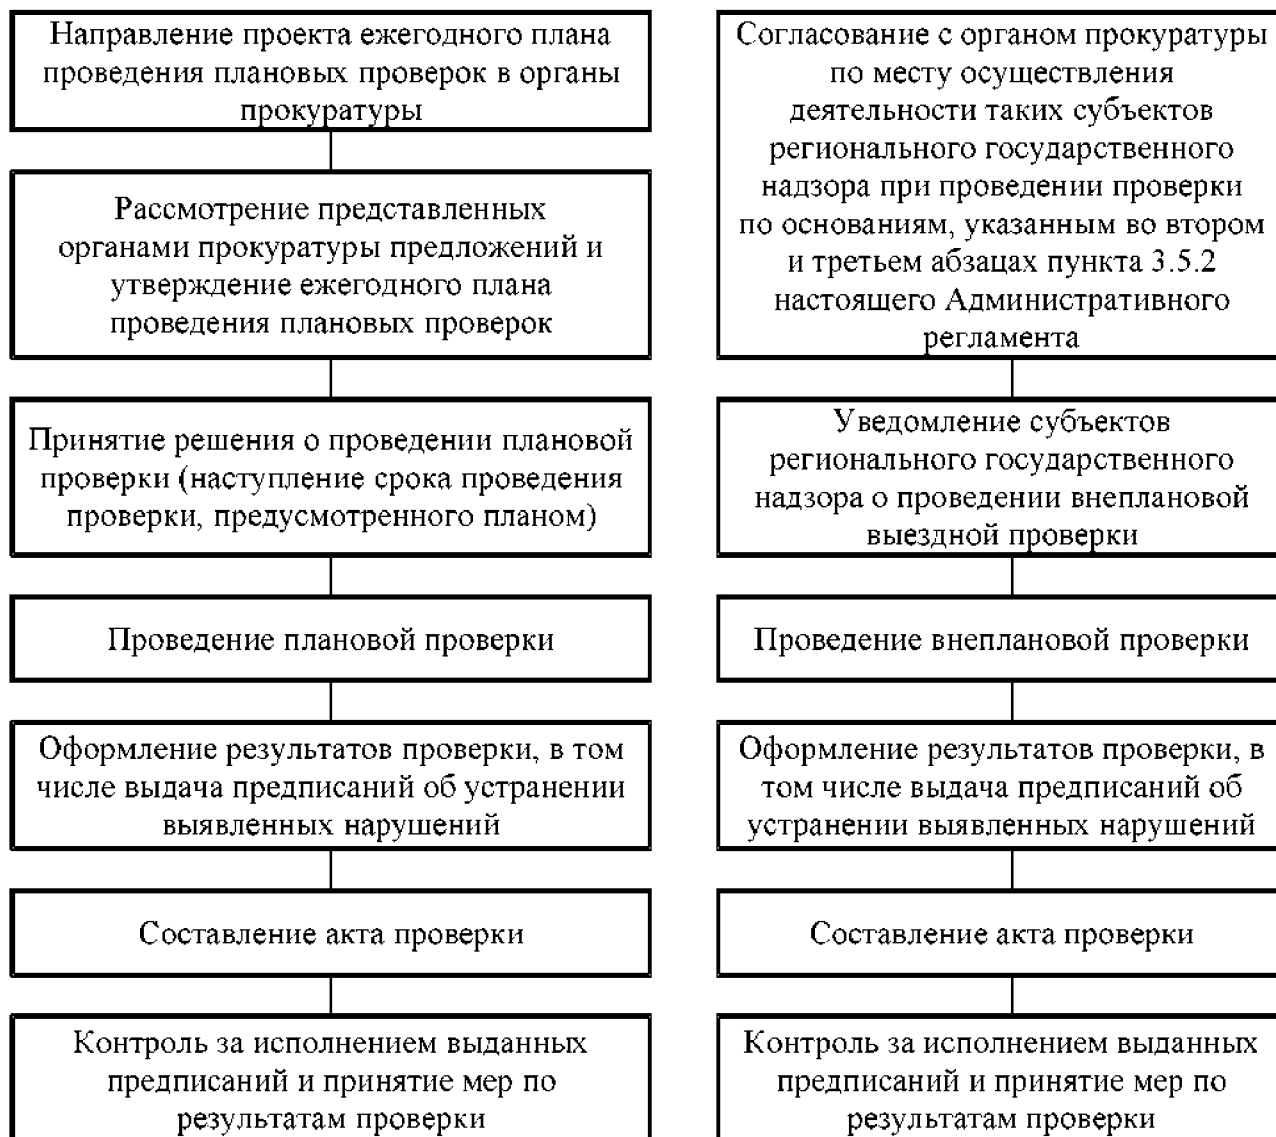 Направление проекта ежегодного плана
проведения плановых проверок в органы
прокуратуры
Рассмотрение представленных
органами прокуратуры предложений и
утверждение ежегодного плана
проведения плановых проверок
Принятие решения о проведении плановой
проверки (наступление срока проведения
проверки, предусмотренного планом)
Проведение плановой проверки
Оформление результатов проверки, в том
числе выдача предписаний об устранении
выявленных нарушений
Составление акта проверки
Контроль за исполнением выданных
предписаний и принятие мер по
результатам проверки
Согласование с органом прокуратуры
по месту осуществления
деятельности таких субъектов
регионального государственного
надзора при проведении проверки
по основаниям, указанным во втором
и третьем абзацах пункта 3.5.2
настоящего Административного
регламента
Уведомление субъектов
регионального государственного
надзора о проведении внеплановой
выездной проверки
Проведение внеплановой проверки
Оформление результатов проверки, в
том числе выдача предписаний об
устранении выявленных нарушений
Составление акта проверки
Контроль за исполнением выданных
предписаний и принятие мер по
результатам проверки